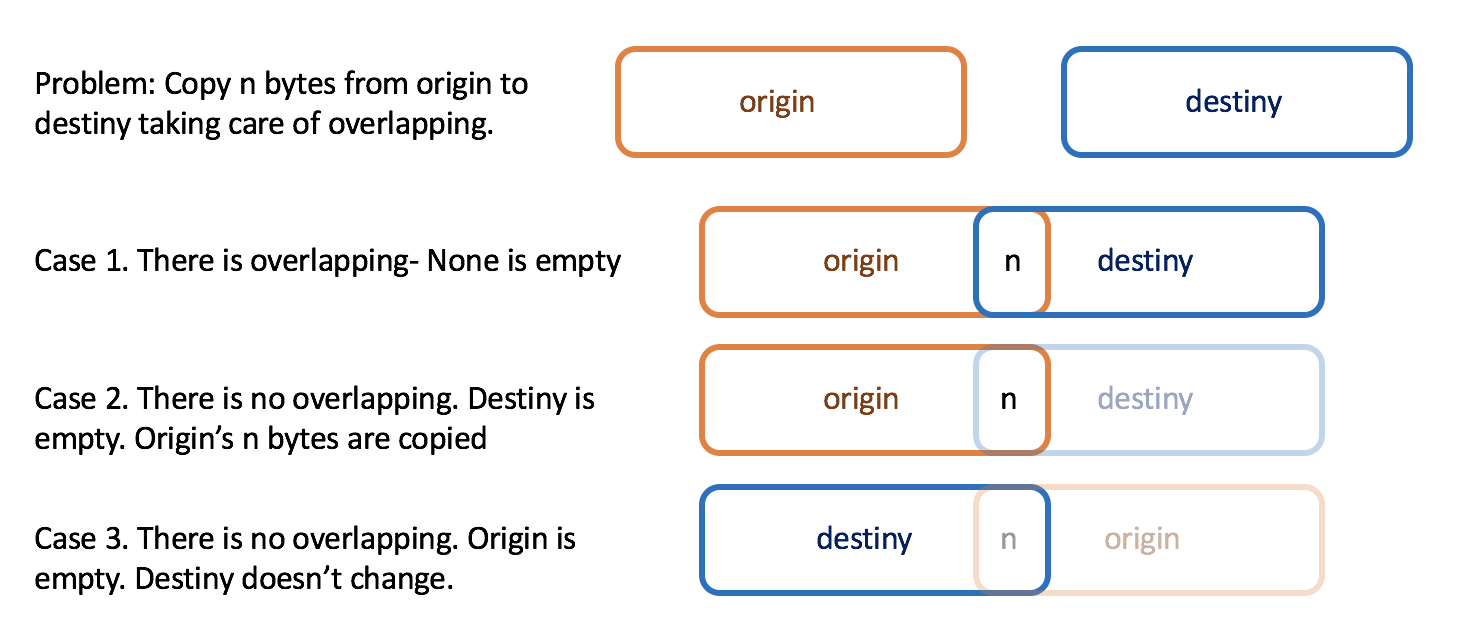 Problem: Copy n bytes from origin to
destiny taking care of overlapping.
origin
destiny
Case 1. There is overlapping- None is empty
origin
n
destiny
Case 2. There is no overlapping. Destiny is
empty. Origin’s n bytes are copied
origin
n
destiny
Case 3. There is no overlapping. Origin is
empty. Destiny doesn’t change.
destiny
n
origin